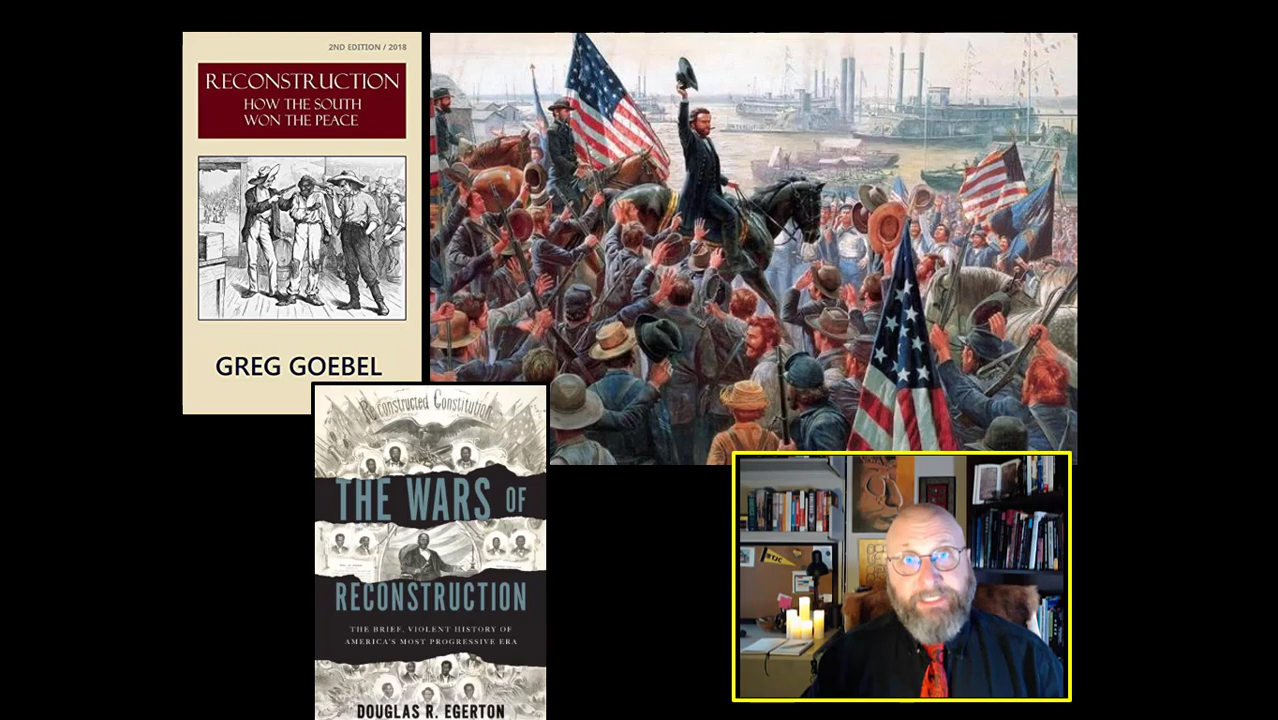 2ND EDITION / 2018
RECONSTRUCTION
HOW THE SOUTH
WON THE PEACE
GREG GOEBEL
Reconstructed Constitution
THE WARS OF
RECONSTRUCTION
THE BRIEF, VIOLENT HISTORY OF
AMERICA'S MOST PROGRESSIVE ERA
DOUGLAS R. EGERTON
TJC